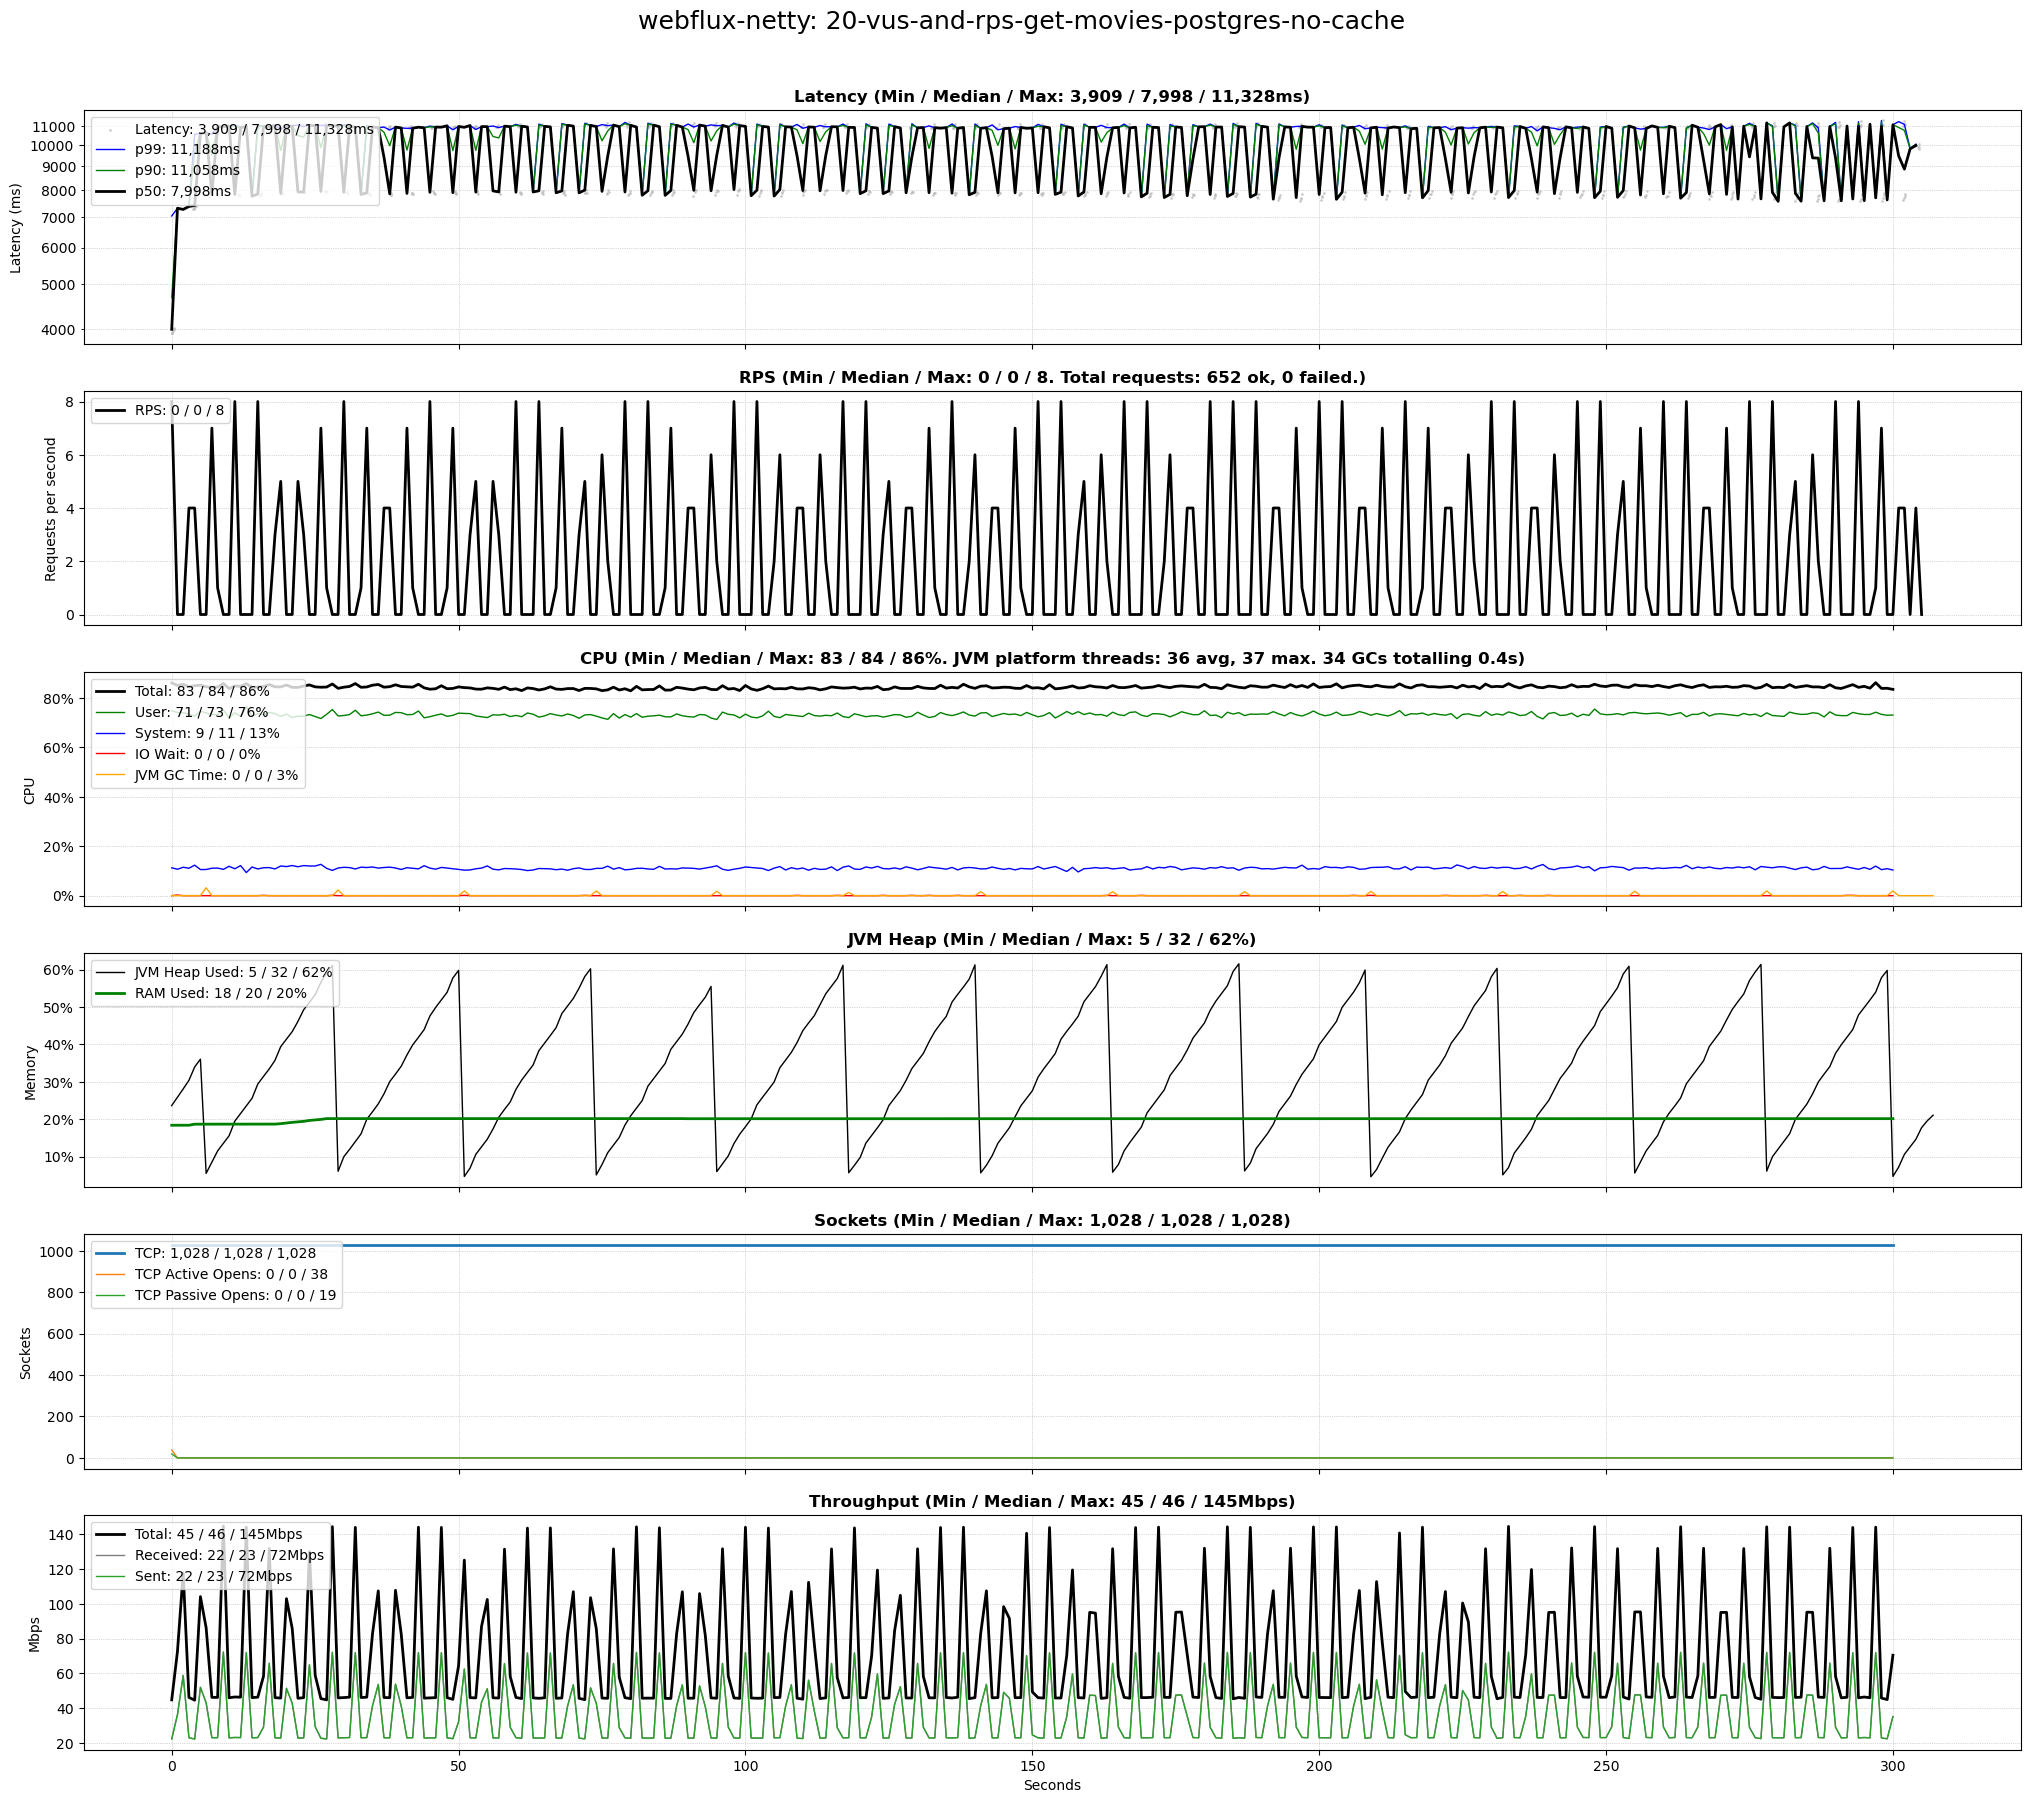 webflux-netty: 20-vus-and-rps-get-movies-postgres-no-cache
Latency (Min / Median / Max: 3,909 / 7,998 / 11,328ms)
Latency: 3,909 / 7,998 / 11,328ms
p99: 11,188ms
p90: 11,058ms
p50: 7,998ms
11000
10000
9000
8000
7000
6000
5000
4000
Latency (ms)
RPS (Min / Median / Max: 0 / 0 / 8. Total requests: 652 ok, 0 failed.)
RPS: 0 / 0 / 8
8
6
4
2
0
Requests per second
CPU (Min / Median / Max: 83 / 84 / 86%. JVM platform threads: 36 avg, 37 max. 34 GCs totalling 0.4s)
Total: 83 / 84 / 86%
User: 71 / 73 / 76%
System: 9 / 11 / 13%
IO Wait: 0 / 0 / 0%
JVM GC Time: 0 / 0 / 3%
80%
60%
40%
20%
0%
CPU
JVM Heap (Min / Median / Max: 5 / 32 / 62%)
JVM Heap Used: 5 / 32 / 62%
RAM Used: 18 / 20 / 20%
60%
50%
40%
30%
20%
10%
Memory
Sockets (Min / Median / Max: 1,028 / 1,028 / 1,028)
TCP: 1,028 / 1,028 / 1,028
TCP Active Opens: 0 / 0 / 38
TCP Passive Opens: 0 / 0 / 19
1000
800
600
400
200
0
Sockets
Throughput (Min / Median / Max: 45 / 46 / 145Mbps)
Total: 45 / 46 / 145Mbps
Received: 22 / 23 / 72Mbps
Sent: 22 / 23 / 72Mbps
140
120
100
80
60
40
20
Mbps
0
50
100
150
200
250
300
Seconds